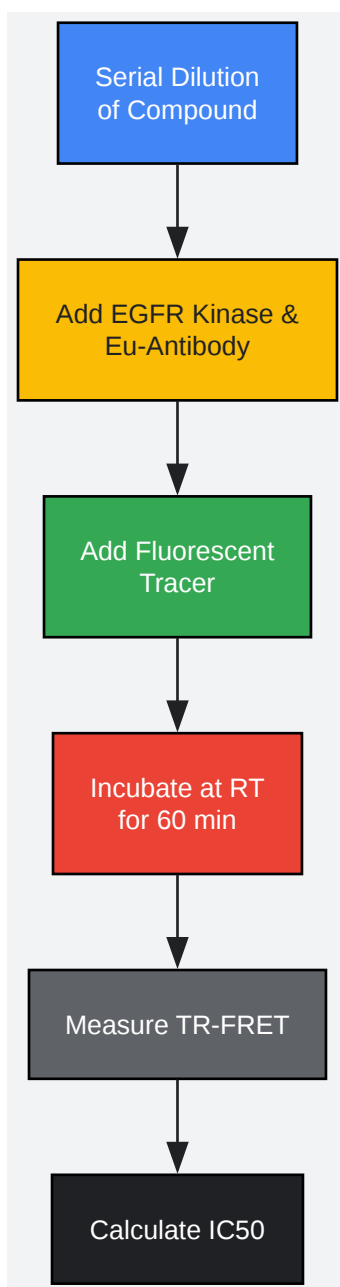 Serial Dilution
of Compound
Add EGFR Kinase &
Eu-Antibody
Add Fluorescent
Tracer
Incubate at RT
for 60 min
Measure TR-FRET
Calculate IC50